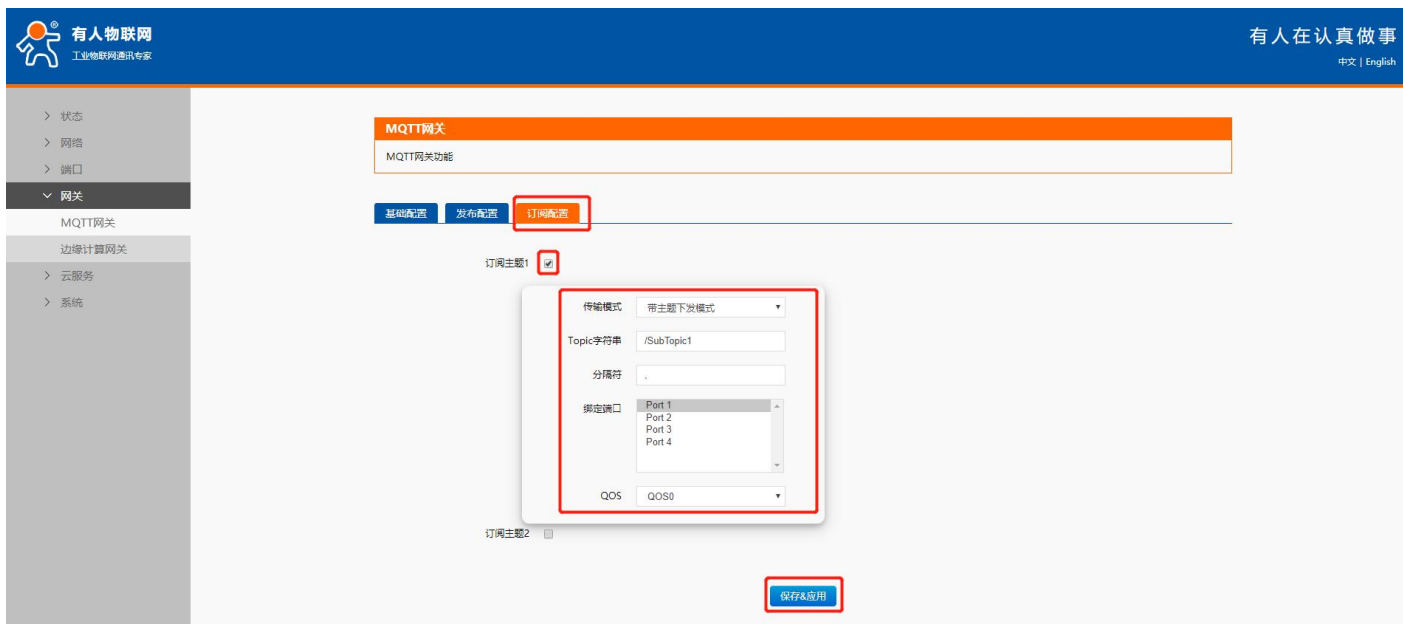 ®
有人物联网
工业物联网通讯专家
有人在认真做事
中文 | English
状态
网络
端口
网关
MQTT网关
边缘计算网关
云服务
系统
MQTT网关
MQTT网关功能
基础配置 发布配置 订阅配置
订阅主题1
传输模式 带主题下发模式
Topic字符串 /SubTopic1
分隔符 ,
绑定端口 Port 1
Port 2
Port 3
Port 4
QOS QOS0
订阅主题2
保存&应用